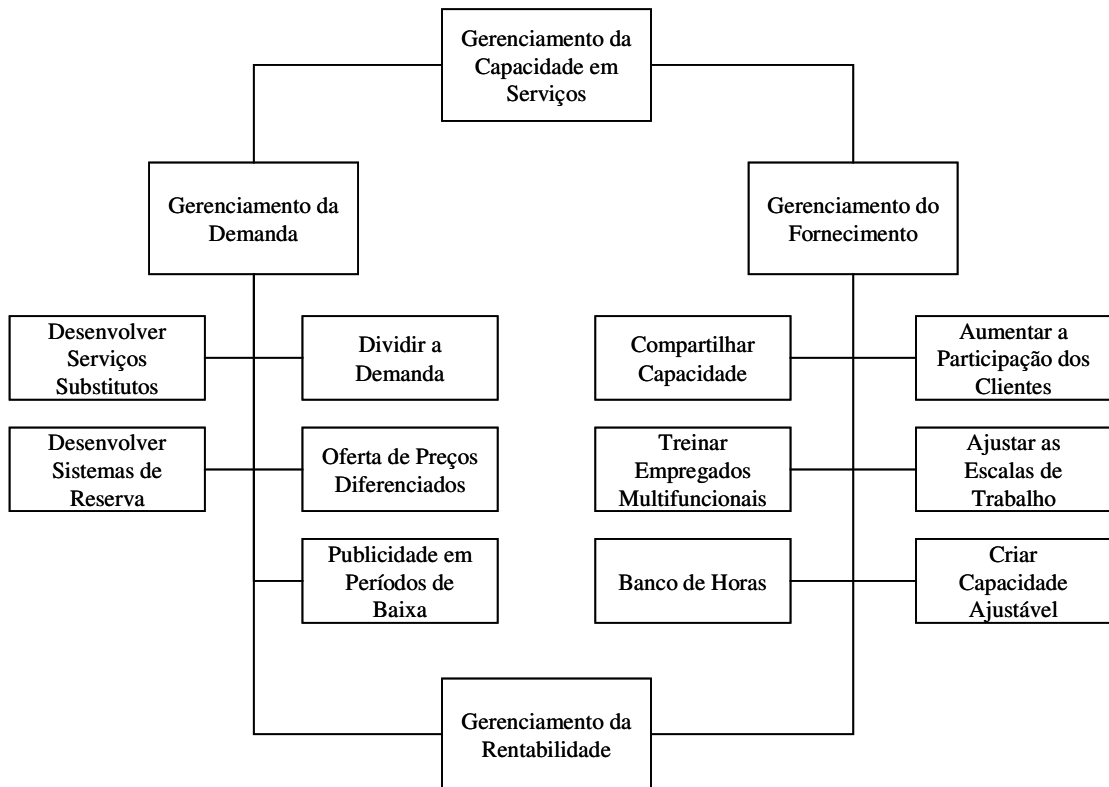 Gerenciamento da
Capacidade em
Serviços
Gerenciamento da
Demanda
Gerenciamento do
Fornecimento
Desenvolver
Serviços
Substitutos
Dividir a
Demanda
Compartilhar
Capacidade
Aumentar a
Participação dos
Clientes
Desenvolver
Sistemas de
Reserva
Oferta de Preços
Diferenciados
Treinar
Empregados
Multifuncionais
Ajustar as
Escalas de
Trabalho
Publicidade em
Períodos de
Baixa
Banco de Horas
Criar
Capacidade
Ajustável
Gerenciamento da
Rentabilidade